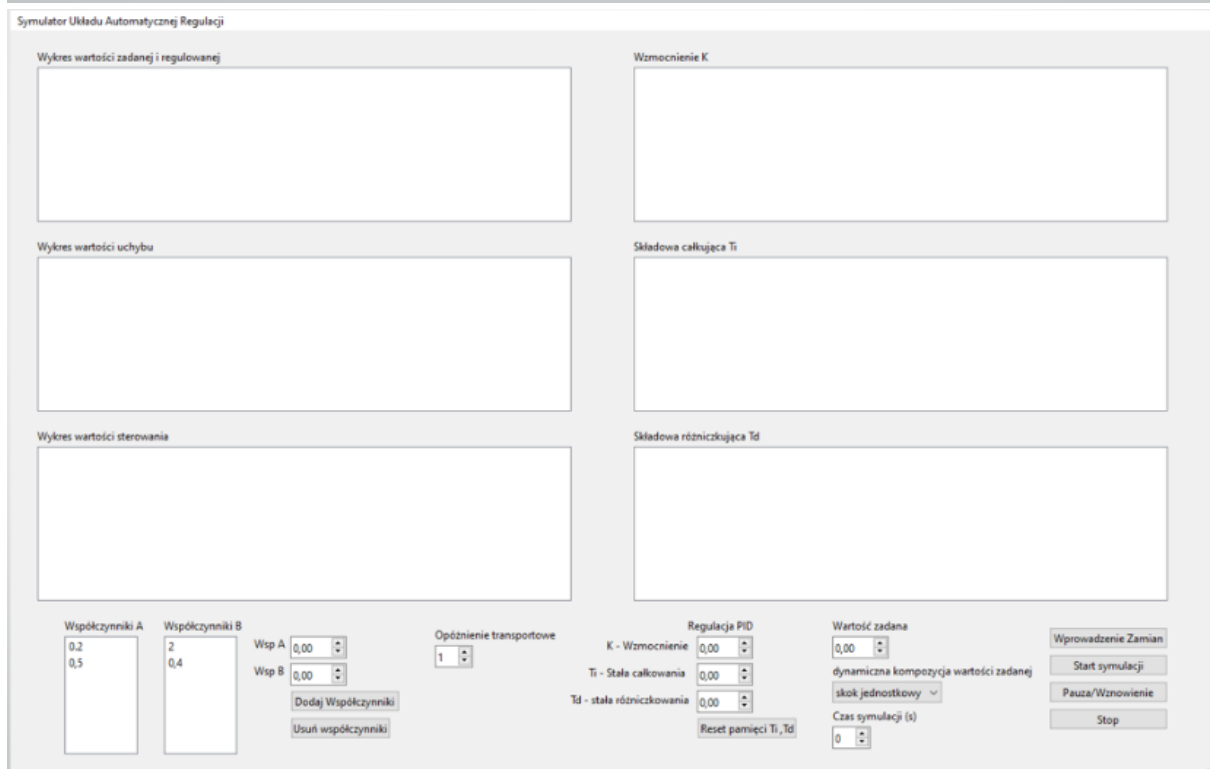 Symulator Układu Automatycznej Regulacji
Wykres wartości zadanej i regulowanej
Wzmocnienie K
Wykres wartości uchybu
Składowa całkująca Ti
Wykres wartości sterowania
Składowa różniczkująca Td
Współczynniki A
0.2
0,5
Współczynniki B
2
0,4
Wsp A 0,00
Wsp B 0,00
Dodaj Współczynniki
Usuń współczynniki
Opóźnienie transportowe
1
Regulacja PID
K - Wzmocnienie 0,00
Ti - Stała całkowania 0,00
Td - stała różniczkowania 0,00
Reset pamięci Ti ,Td
Wartość zadana
0,00
dynamiczna kompozycja wartości zadanej
skok jednostkowy
Czas symulacji (s)
0
Wprowadzenie Zamian
Start symulacji
Pauza/Wznowienie
Stop